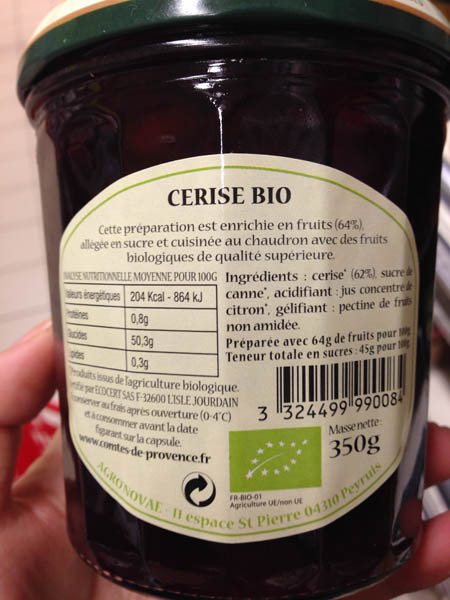 CERISE BIO
Cette préparation est enrichie en fruits (64%),
allégée en sucre et cuisinée au chaudron avec des fruits
biologiques de qualité supérieure.
NUTRITIONNELLE MOYENNE POUR 100G
énergétiques 204 Kcal - 864 kJ
0,8g
50,3g
0,3g
Ingrédients : cerise* (62%), sucre de
canne*, acidifiant : jus concentré de
citron*, gélifiant : pectine de fruits
non amidée.
Préparée avec 64g de fruits pour 100g.
Teneur totale en sucres : 45g pour 100g.
*Produits issus de l'agriculture biologique.
par ECOCERT SAS F-32600 L'ISLE JOURDAIN
conserver au frais après ouverture (0-4°C)
et à consommer avant la date
figurant sur la capsule.
www.comtes-de-provence.fr
3 324499 990084
Masse nette:
350g
FR-BIO-01
Agriculture UE/non UE
AGRONOVAE - 11 espace St Pierre 04310 Peyruis